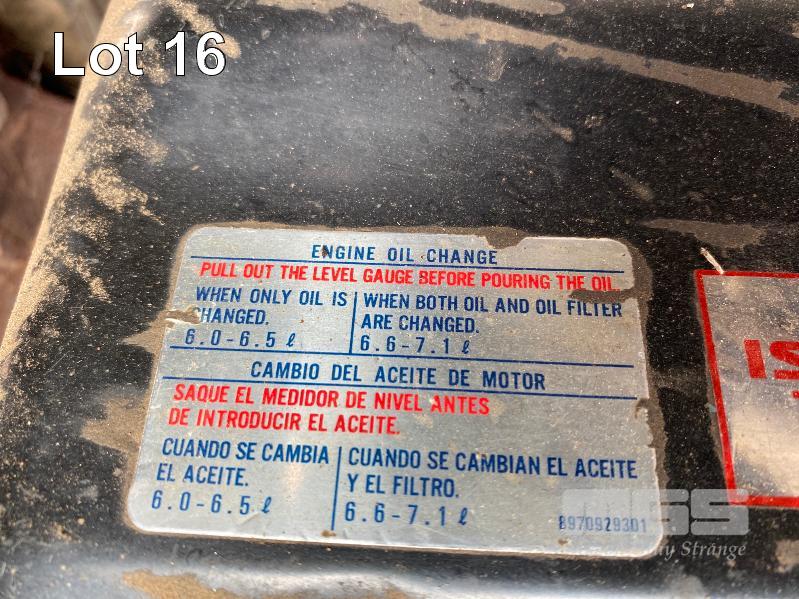 Lot 16
ENGINE OIL CHANGE
PULL OUT THE LEVEL GAUGE BEFORE POURING THE OIL.
WHEN ONLY OIL IS
CHANGED.
6.0-6.5 ℓ
WHEN BOTH OIL AND OIL FILTER
ARE CHANGED.
6.6-7.1 ℓ
CAMBIO DEL ACEITE DE MOTOR
SAQUE EL MEDIDOR DE NIVEL ANTES
DE INTRODUCIR EL ACEITE.
CUANDO SE CAMBIA
EL ACEITE.
6.0-6.5 ℓ
CUANDO SE CAMBIAN EL ACEITE
Y EL FILTRO.
6.6-7.1 ℓ
8970929301
IS
Strange